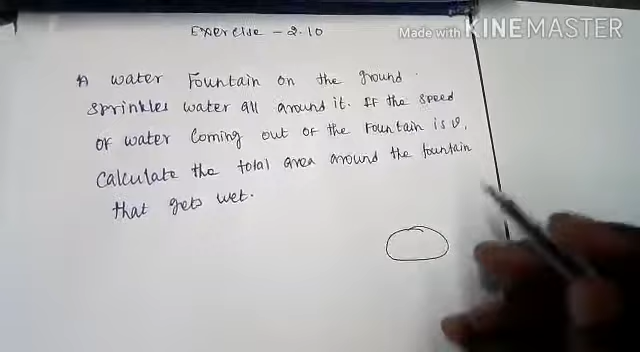 Exercise - 2.10
Made with KINEMASTER
A water Fountain on the ground.
sprinkles water all around it. If the speed
of water coming out of the Fountain is v,
Calculate the total area around the fountain
that gets wet.